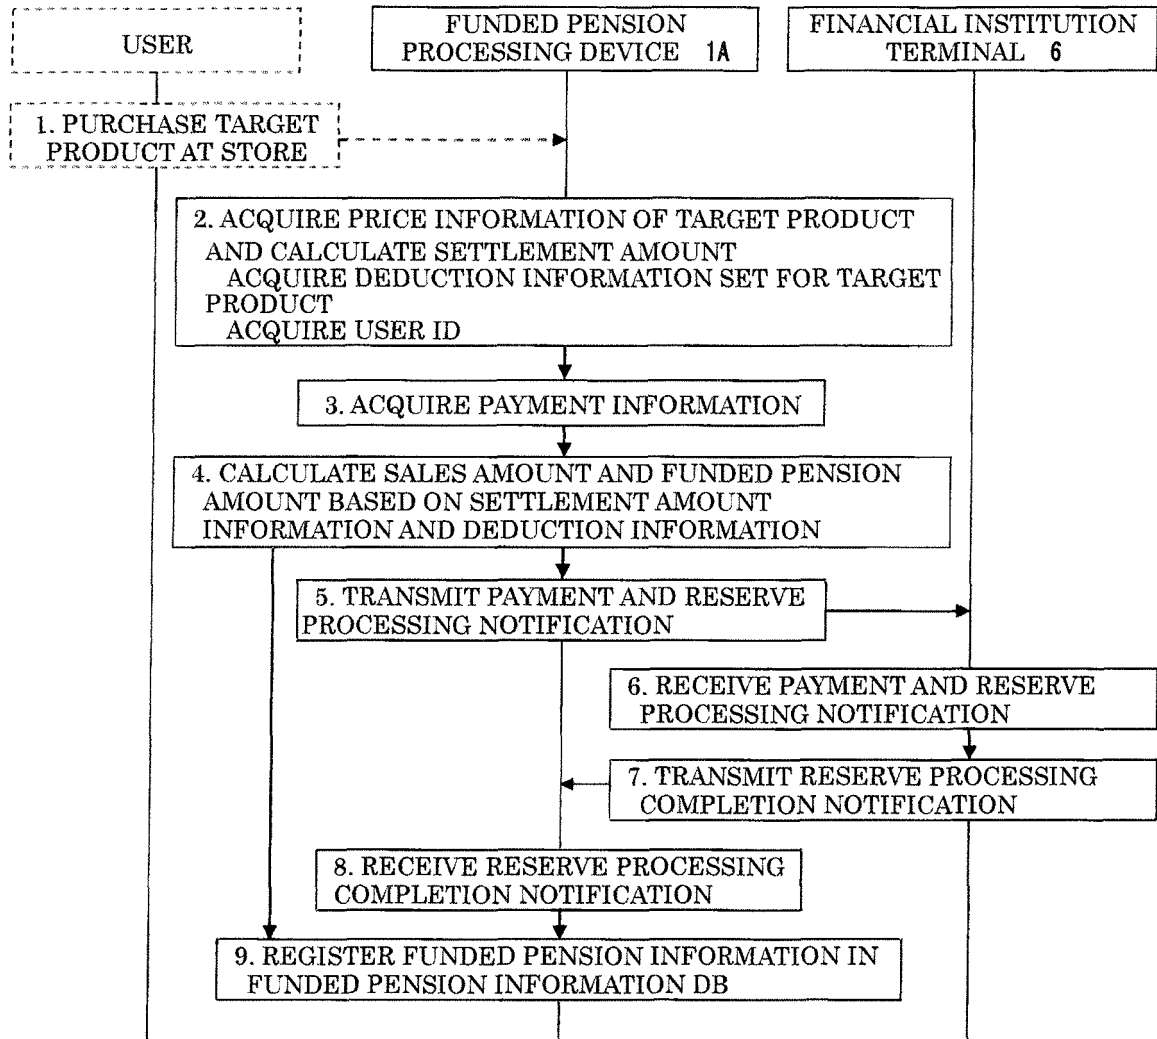 USER
FUNDED PENSION
PROCESSING DEVICE 1A
FINANCIAL INSTITUTION
TERMINAL 6
1. PURCHASE TARGET
PRODUCT AT STORE
2. ACQUIRE PRICE INFORMATION OF TARGET PRODUCT
AND CALCULATE SETTLEMENT AMOUNT
ACQUIRE DEDUCTION INFORMATION SET FOR TARGET
PRODUCT
ACQUIRE USER ID
3. ACQUIRE PAYMENT INFORMATION
4. CALCULATE SALES AMOUNT AND FUNDED PENSION
AMOUNT BASED ON SETTLEMENT AMOUNT
INFORMATION AND DEDUCTION INFORMATION
5. TRANSMIT PAYMENT AND RESERVE
PROCESSING NOTIFICATION
6. RECEIVE PAYMENT AND RESERVE
PROCESSING NOTIFICATION
7. TRANSMIT RESERVE PROCESSING
COMPLETION NOTIFICATION
8. RECEIVE RESERVE PROCESSING
COMPLETION NOTIFICATION
9. REGISTER FUNDED PENSION INFORMATION IN
FUNDED PENSION INFORMATION DB